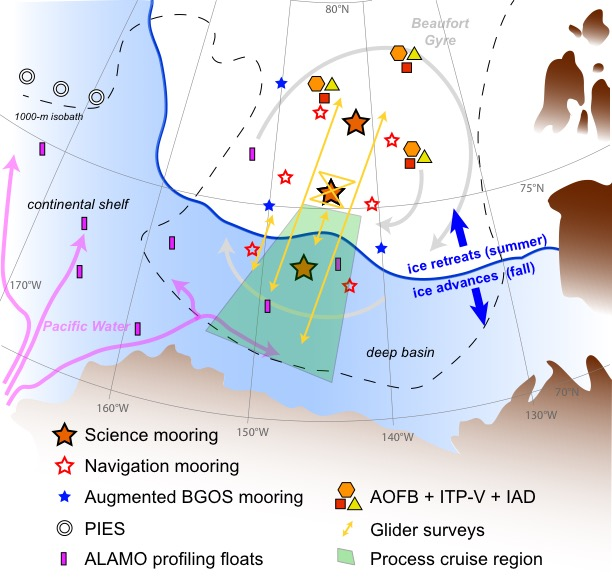 80°N
Beaufort
Gyre
1000-m isobath
75°N
continental shelf
ice retreats (summer)
ice advances (fall)
170°W
Pacific Water
deep basin
70°N
160°W
150°W
140°W
130°W
Science mooring
Navigation mooring
Augmented BGOS mooring
AOFB + ITP-V + IAD
PIES
Glider surveys
ALAMO profiling floats
Process cruise region